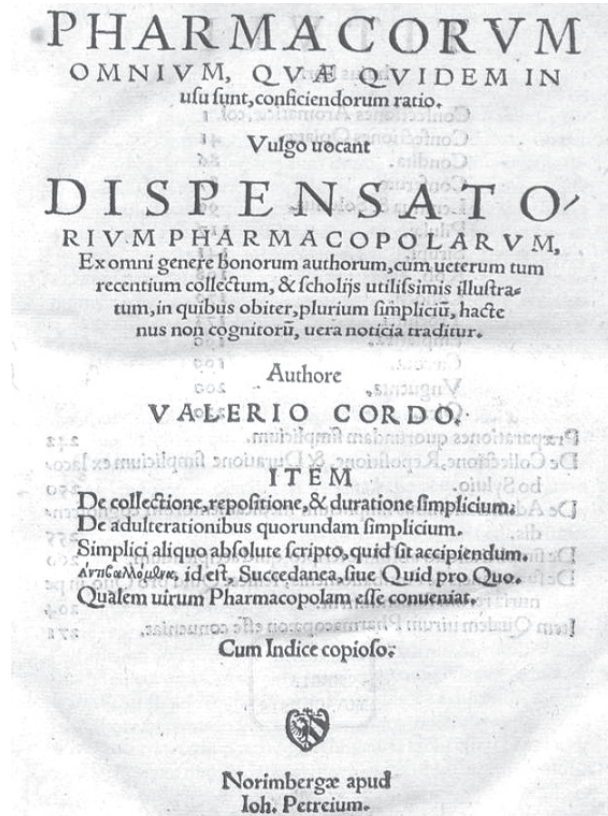 PHARMACORVM
OMNIVM, QVÆ QVIDEM IN
uſu ſunt, conficiendorum ratio.
Vulgo uocant
DISPENSATO-
RIVM PHARMACOPOLARVM,
Ex omni genere bonorum authorum, cùm ueterum tum
recentium collectum, & ſcholijs utiliſsimis illuſtra=
tum, in quibus obiter, plurium ſimpliciū, hacte
nus non cognitorū, uera noticia traditur.
Authore
VALERIO CORDO.
ITEM
De collectione, repoſitione, & duratione ſimplicium.
De adulterationibus quorundam ſimplicium.
Simplici aliquo abſolute ſcripto, quid ſit accipiendum.
id eſt, Succedanea, ſiue Quid pro Quo.
Qualem uirum Pharmacopolam eſſe conueniat.
Cum Indice copioſo.
Norimbergæ apud
Ioh. Petreium.